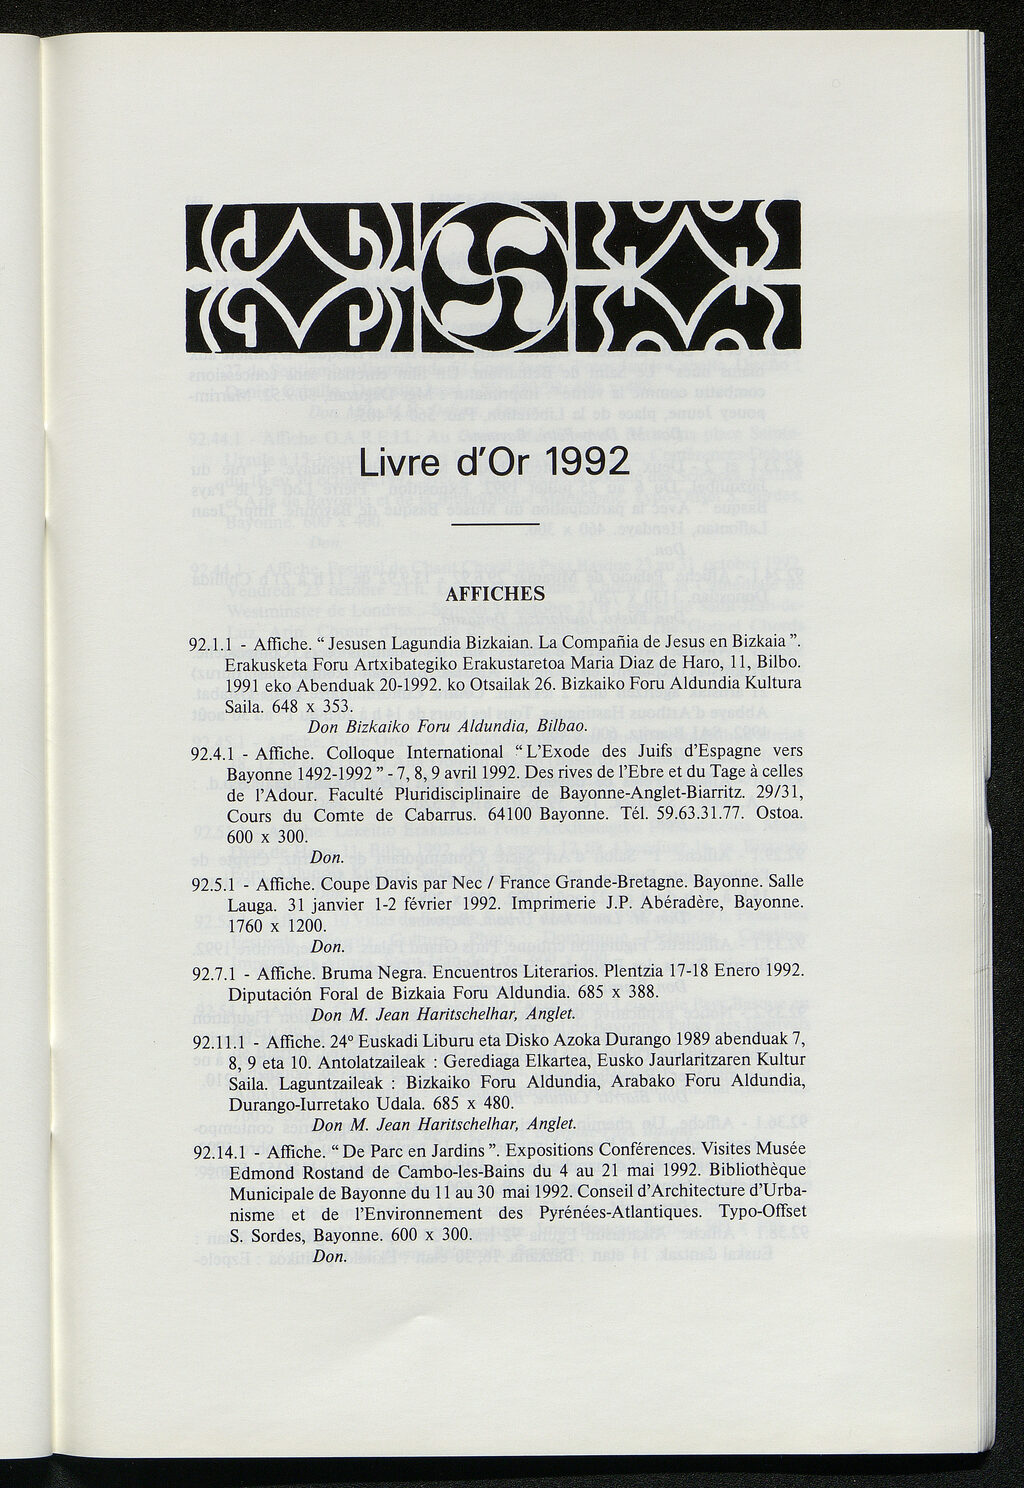 Livre d'Or 1992
AFFICHES
92.1.1 - Affiche. “ Jesusen Lagundia Bizkaian. La Compañia de Jesus en Bizkaia ”.
Erakusketa Foru Artxibategiko Erakustaretoa Maria Diaz de Haro, 11, Bilbo.
1991 eko Abenduak 20-1992. ko Otsailak 26. Bizkaiko Foru Aldundia Kultura
Saila. 648 x 353.
Don Bizkaiko Foru Aldundia, Bilbao.
92.4.1 - Affiche. Colloque International “ L'Exode des Juifs d'Espagne vers
Bayonne 1492-1992 ” - 7, 8, 9 avril 1992. Des rives de l'Ebre et du Tage à celles
de l'Adour. Faculté Pluridisciplinaire de Bayonne-Anglet-Biarritz. 29/31,
Cours du Comte de Cabarrus. 64100 Bayonne. Tél. 59.63.31.77. Ostoa.
600 x 300.
Don.
92.5.1 - Affiche. Coupe Davis par Nec / France Grande-Bretagne. Bayonne. Salle
Lauga. 31 janvier 1-2 février 1992. Imprimerie J.P. Abéradère, Bayonne.
1760 x 1200.
Don.
92.7.1 - Affiche. Bruma Negra. Encuentros Literarios. Plentzia 17-18 Enero 1992.
Diputación Foral de Bizkaia Foru Aldundia. 685 x 388.
Don M. Jean Haritschelhar, Anglet.
92.11.1 - Affiche. 24º Euskadi Liburu eta Disko Azoka Durango 1989 abenduak 7,
8, 9 eta 10. Antolatzaileak : Gerediaga Elkartea, Eusko Jaurlaritzaren Kultur
Saila. Laguntzaileak : Bizkaiko Foru Aldundia, Arabako Foru Aldundia,
Durango-Iurretako Udala. 685 x 480.
Don M. Jean Haritschelhar, Anglet.
92.14.1 - Affiche. “ De Parc en Jardins ”. Expositions Conférences. Visites Musée
Edmond Rostand de Cambo-les-Bains du 4 au 21 mai 1992. Bibliothèque
Municipale de Bayonne du 11 au 30 mai 1992. Conseil d'Architecture d'Urba-
nisme et de l'Environnement des Pyrénées-Atlantiques. Typo-Offset
S. Sordes, Bayonne. 600 x 300.
Don.